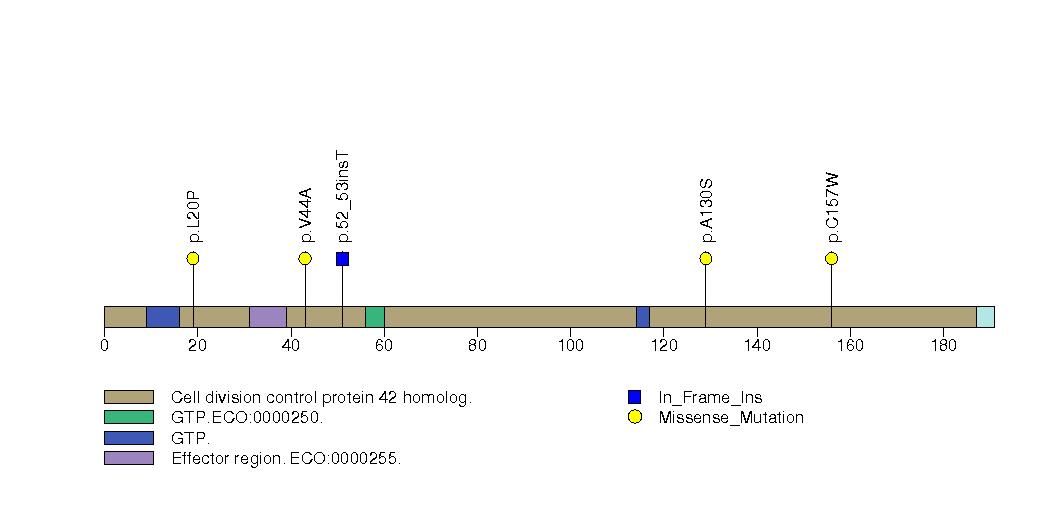 p.L20P
p.V44A
p.52_53insT
p.A130S
p.C157W
0 20 40 60 80 100 120 140 160 180
Cell division control protein 42 homolog.
GTP.ECO:0000250.
GTP.
Effector region. ECO:0000255.
In_Frame_Ins
Missense_Mutation